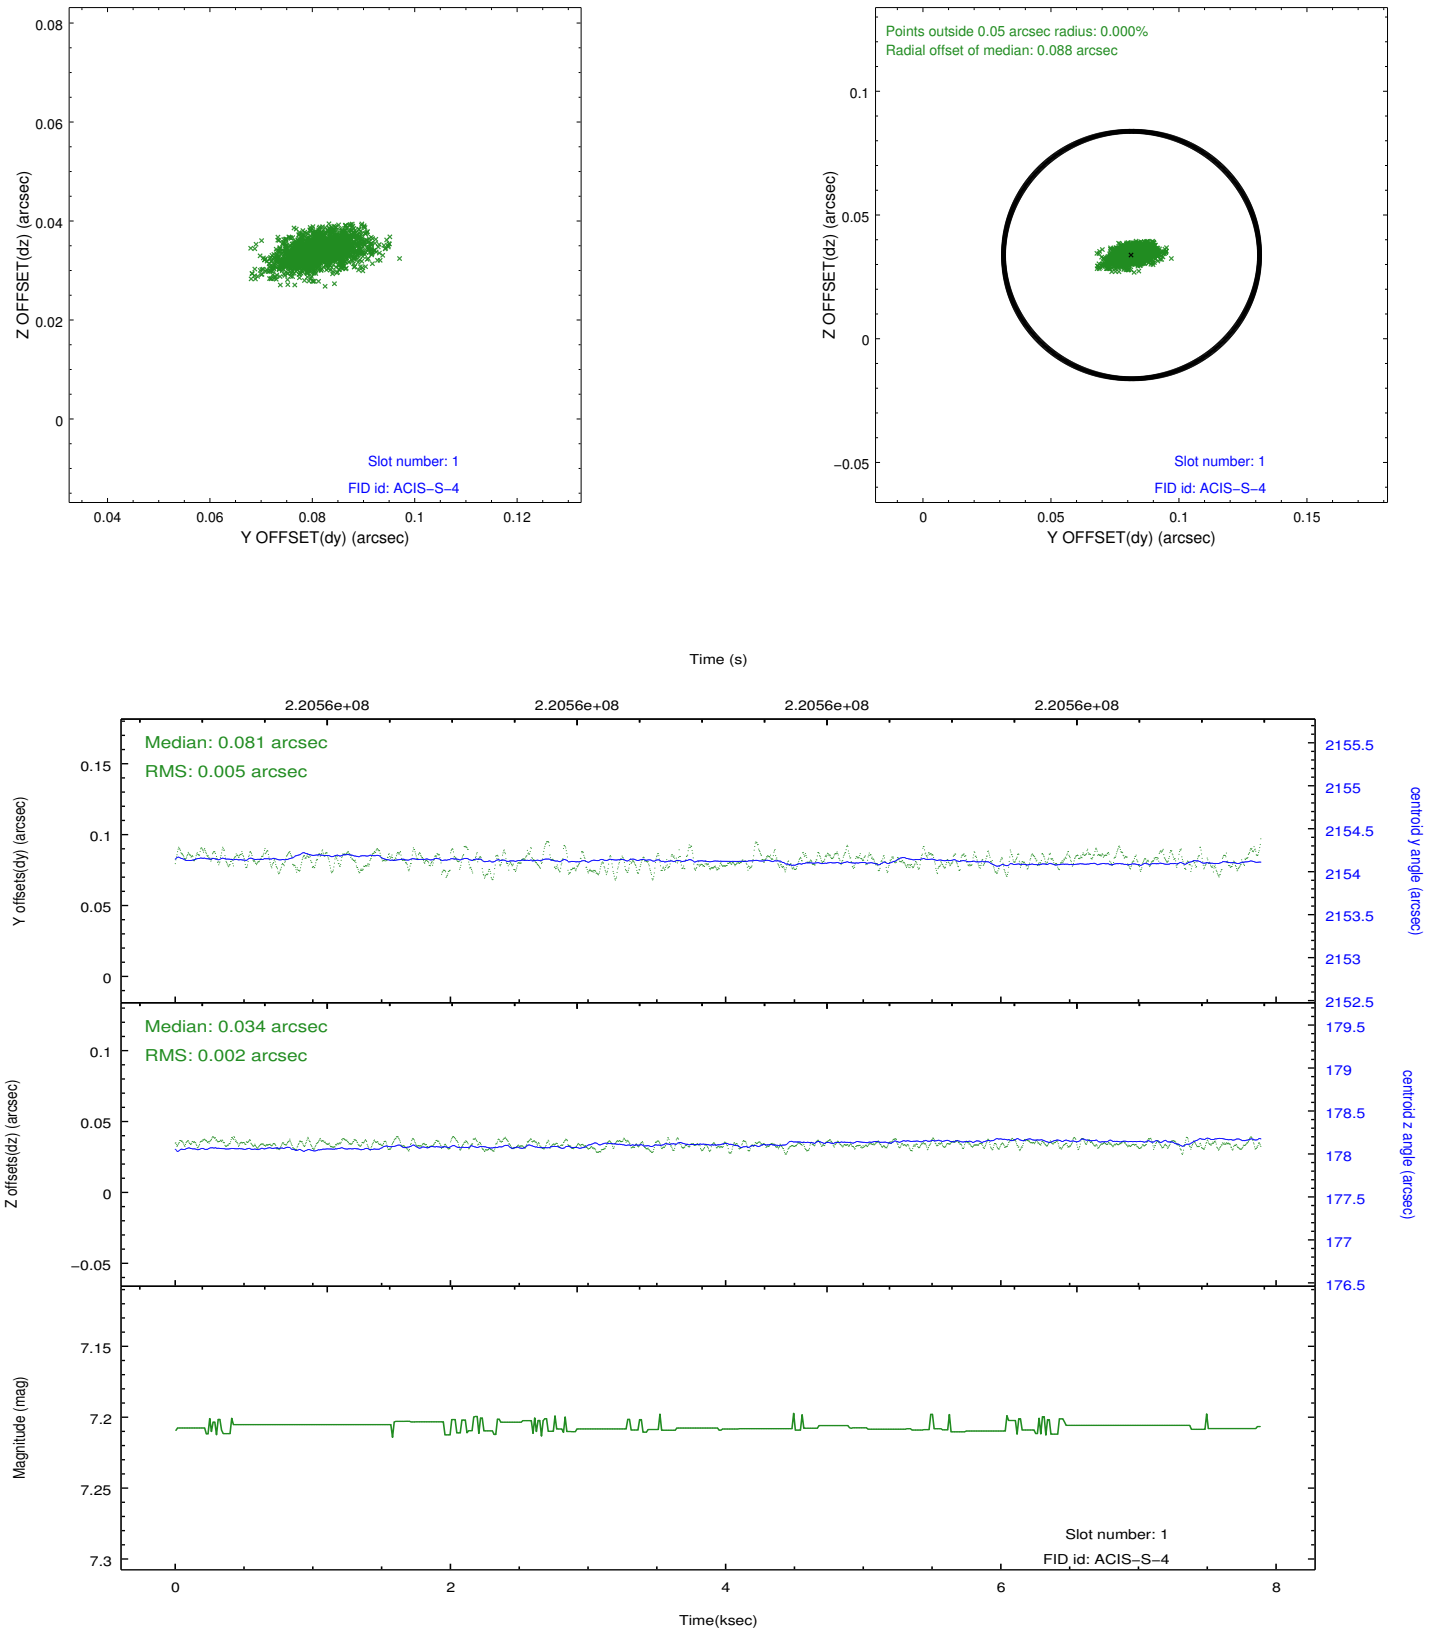 0.08
0.06
0.04
0.02
0
Z OFFSET(dz) (arcsec)
Slot number: 1
FID id: ACIS−S−4
0.04 0.06 0.08 0.1 0.12
Y OFFSET(dy) (arcsec)
Points outside 0.05 arcsec radius: 0.000%
Radial offset of median: 0.088 arcsec
0.1
0.05
0
−0.05
Z OFFSET(dz) (arcsec)
Slot number: 1
FID id: ACIS−S−4
0 0.05 0.1 0.15
Y OFFSET(dy) (arcsec)
Time (s)
2.2056e+08 2.2056e+08 2.2056e+08 2.2056e+08
Median: 0.081 arcsec
RMS: 0.005 arcsec
0.15
0.1
0.05
0
Y offsets(dy) (arcsec)
2155.5
2155
2154.5
2154
2153.5
2153
2152.5
centroid y angle (arcsec)
Median: 0.034 arcsec
RMS: 0.002 arcsec
0.1
0.05
0
−0.05
Z offsets(dz) (arcsec)
179.5
179
178.5
178
177.5
177
176.5
centroid z angle (arcsec)
7.15
7.2
7.25
7.3
Magnitude (mag)
Slot number: 1
FID id: ACIS−S−4
0 2 4 6 8
Time(ksec)